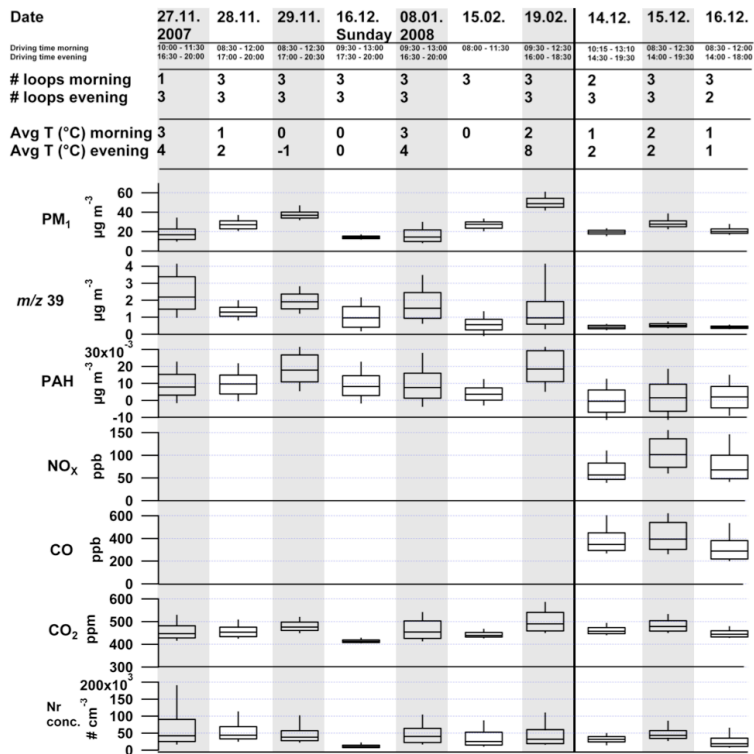 Date 27.11. 28.11. 29.11. 16.12. 08.01. 15.02. 19.02. 14.12. 15.12. 16.12.
2007 Sunday 2008
Driving time morning 10:00 - 11:30 08:30 - 12:00 08:30 - 12:30 09:30 - 13:00 09:30 - 13:00 08:00 - 11:30 09:30 - 12:30 10:15 - 13:10 08:30 - 12:30 08:30 - 12:00
Driving time evening 16:30 - 20:00 17:00 - 20:00 17:00 - 20:30 17:30 - 20:00 16:30 - 20:00 16:00 - 18:30 14:30 - 19:30 14:00 - 19:30 14:00 - 18:00
# loops morning 1 3 3 3 3 3 3 2 3 3
# loops evening 3 3 3 3 3 3 3 3 2
Avg T (°C) morning 3 1 0 0 3 0 2 1 2 1
Avg T (°C) evening 4 2 -1 0 4 8 2 2 1
PM1 µg m-3
60
40
20
0
m/z 39 µg m-3
4
3
2
1
0
PAH µg m-3
30x10-3
20
10
0
-10
NOX ppb
150
100
50
0
CO ppb
600
400
200
0
CO2 ppm
600
500
400
300
Nr conc. # cm-3
200x103
150
100
50
0